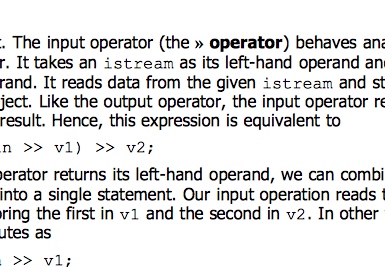 t. The input operator (the » operator) behaves ana
r. It takes an istream as its left-hand operand and
rand. It reads data from the given istream and st
ject. Like the output operator, the input operator re
result. Hence, this expression is equivalent to
n >> v1) >> v2;
perator returns its left-hand operand, we can combi
into a single statement. Our input operation reads t
oring the first in v1 and the second in v2. In other
utes as
n >> v1;